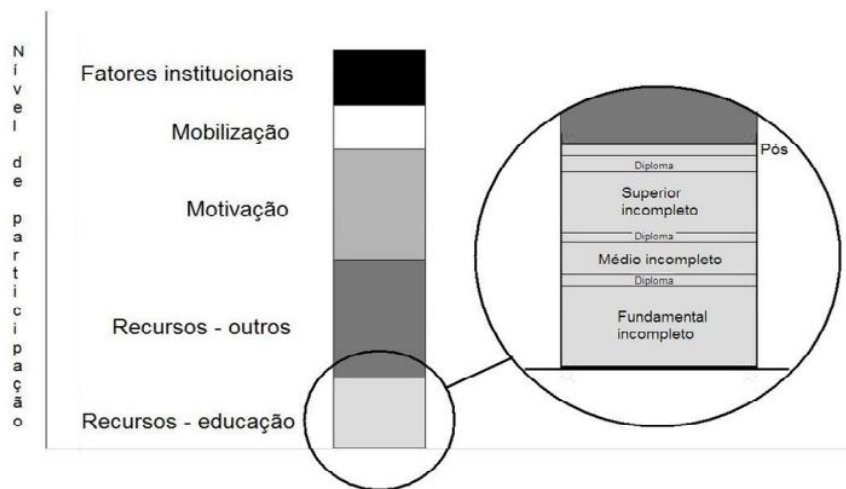 Nível de participação
Fatores institucionais
Mobilização
Motivação
Recursos - outros
Recursos - educação
Pós
Diploma
Superior
incompleto
Diploma
Médio incompleto
Diploma
Fundamental
incompleto